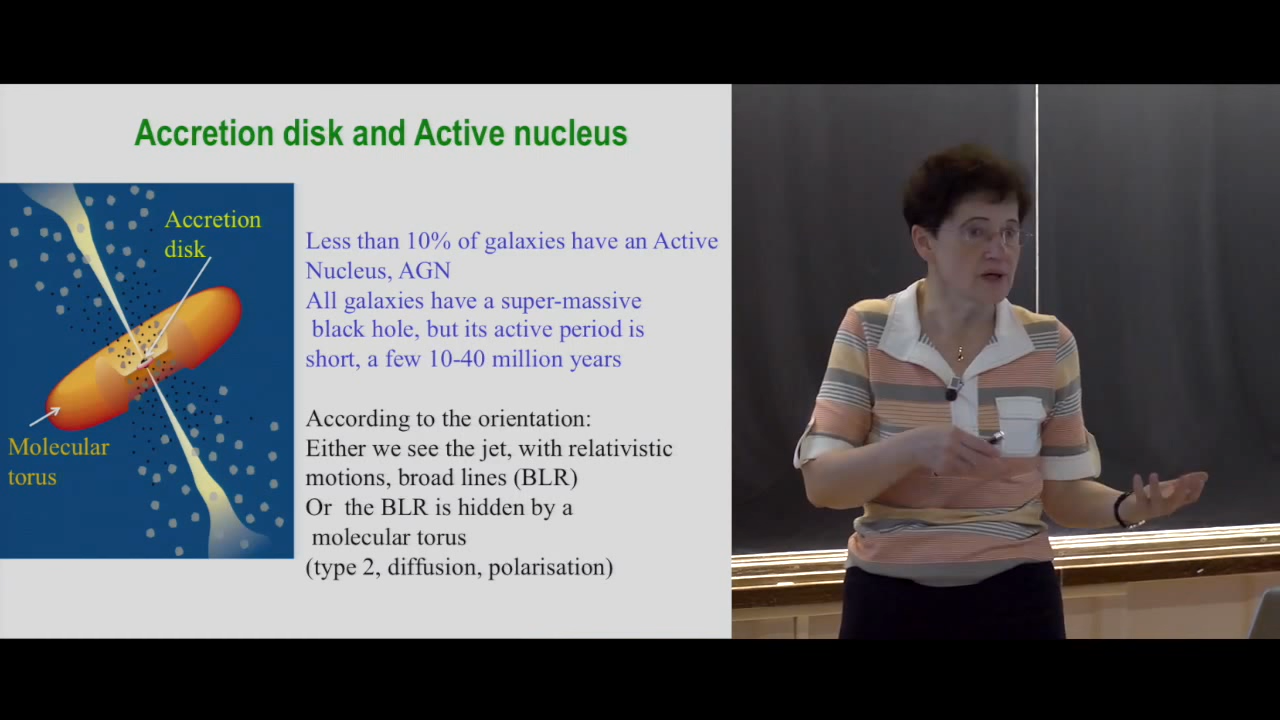 Accretion disk and Active nucleus
Accretion
disk
Molecular
torus
Less than 10% of galaxies have an Active
Nucleus, AGN
All galaxies have a super-massive
black hole, but its active period is
short, a few 10-40 million years
According to the orientation:
Either we see the jet, with relativistic
motions, broad lines (BLR)
Or the BLR is hidden by a
molecular torus
(type 2, diffusion, polarisation)